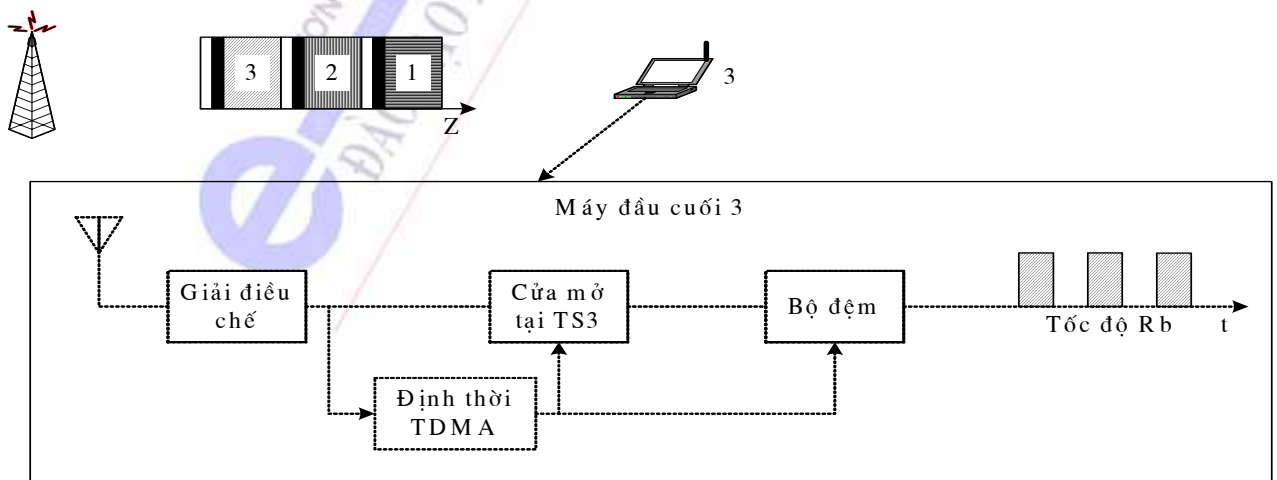 3
2
1
Z
3
Máy đầu cuối 3
Giải điều
chế
Cửa mở
tại TS3
Bộ đệm
Tốc độ Rb
t
Định thời
TDMA
ĐÀO